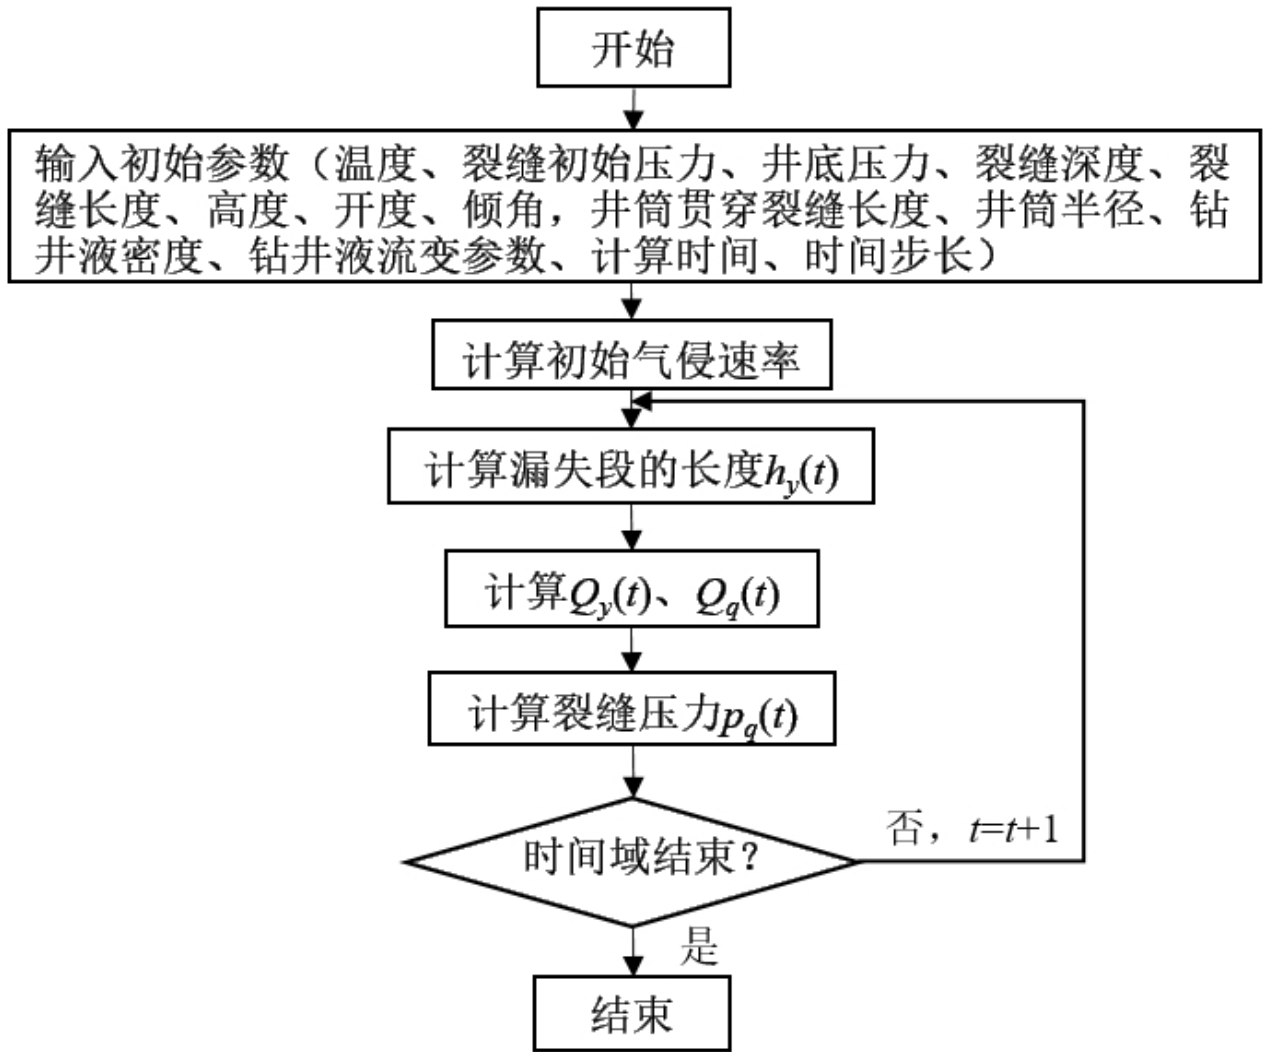 开始
输入初始参数（温度、裂缝初始压力、井底压力、裂缝深度、裂
缝长度、高度、开度、倾角，井筒贯穿裂缝长度、井筒半径、钻
井液密度、钻井液流变参数、计算时间、时间步长）
计算初始气侵速率
计算漏失段的长度hy(t)
计算Qy(t)、Qq(t)
计算裂缝压力pq(t)
时间域结束？
否，t=t+1
是
结束